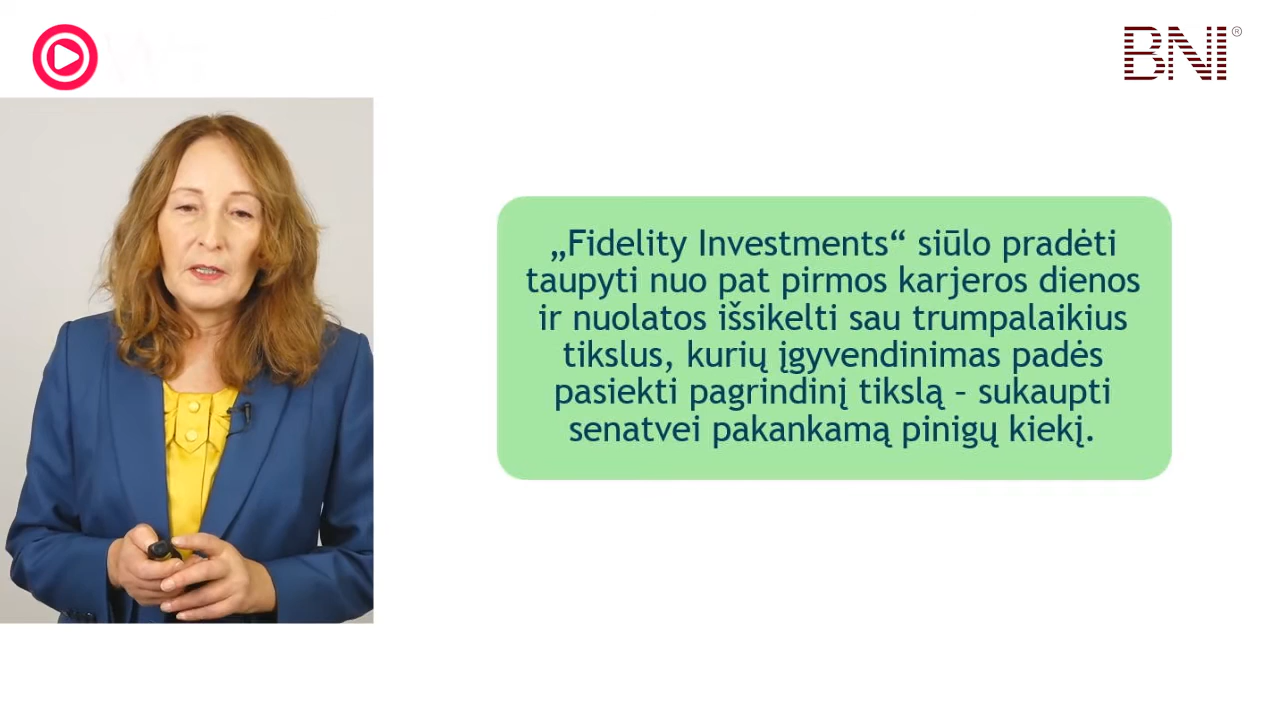 BNI®
„Fidelity Investments“ siūlo pradėti
taupyti nuo pat pirmos karjeros dienos
ir nuolatos išsikelti sau trumpalaikius
tikslus, kurių įgyvendinimas padės
pasiekti pagrindinį tikslą – sukaupti
senatvei pakankamą pinigų kiekį.